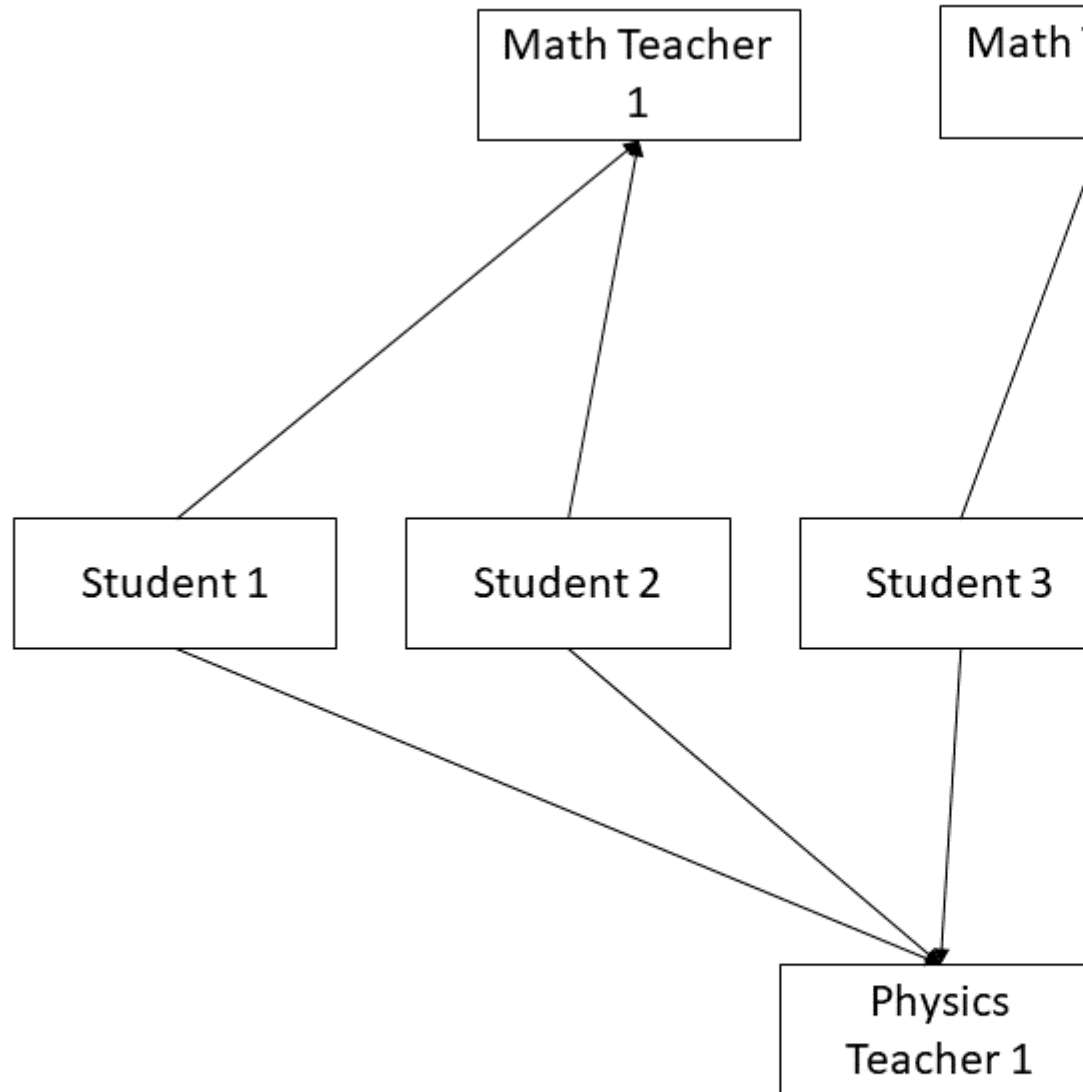 Math Teacher
1
Math
Student 1
Student 2
Student 3
Physics
Teacher 1